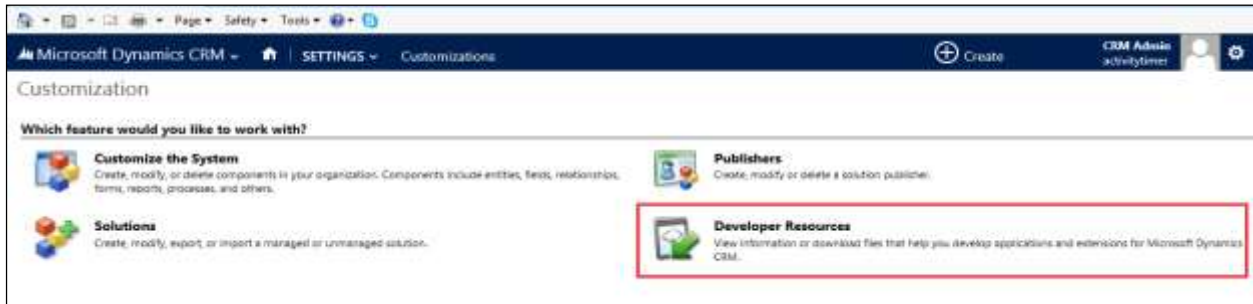 Page Safety Tools
Microsoft Dynamics CRM SETTINGS Customizations Create CRM Admin
activitytimer
Customization
Which feature would you like to work with?
Customize the System
Create, modify, or delete components in your organization. Components include entities, fields, relationships,
forms, reports, processes, and others.
Publishers
Create, modify or delete a solution publisher.
Solutions
Create, modify, export, or import a managed or unmanaged solution.
Developer Resources
View information or download files that help you develop applications and extensions for Microsoft Dynamics
CRM.